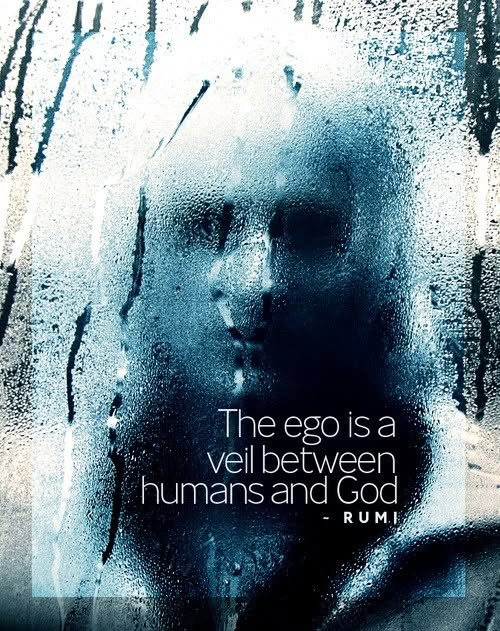 The ego is a
veil between
humans and God
~ RUMI